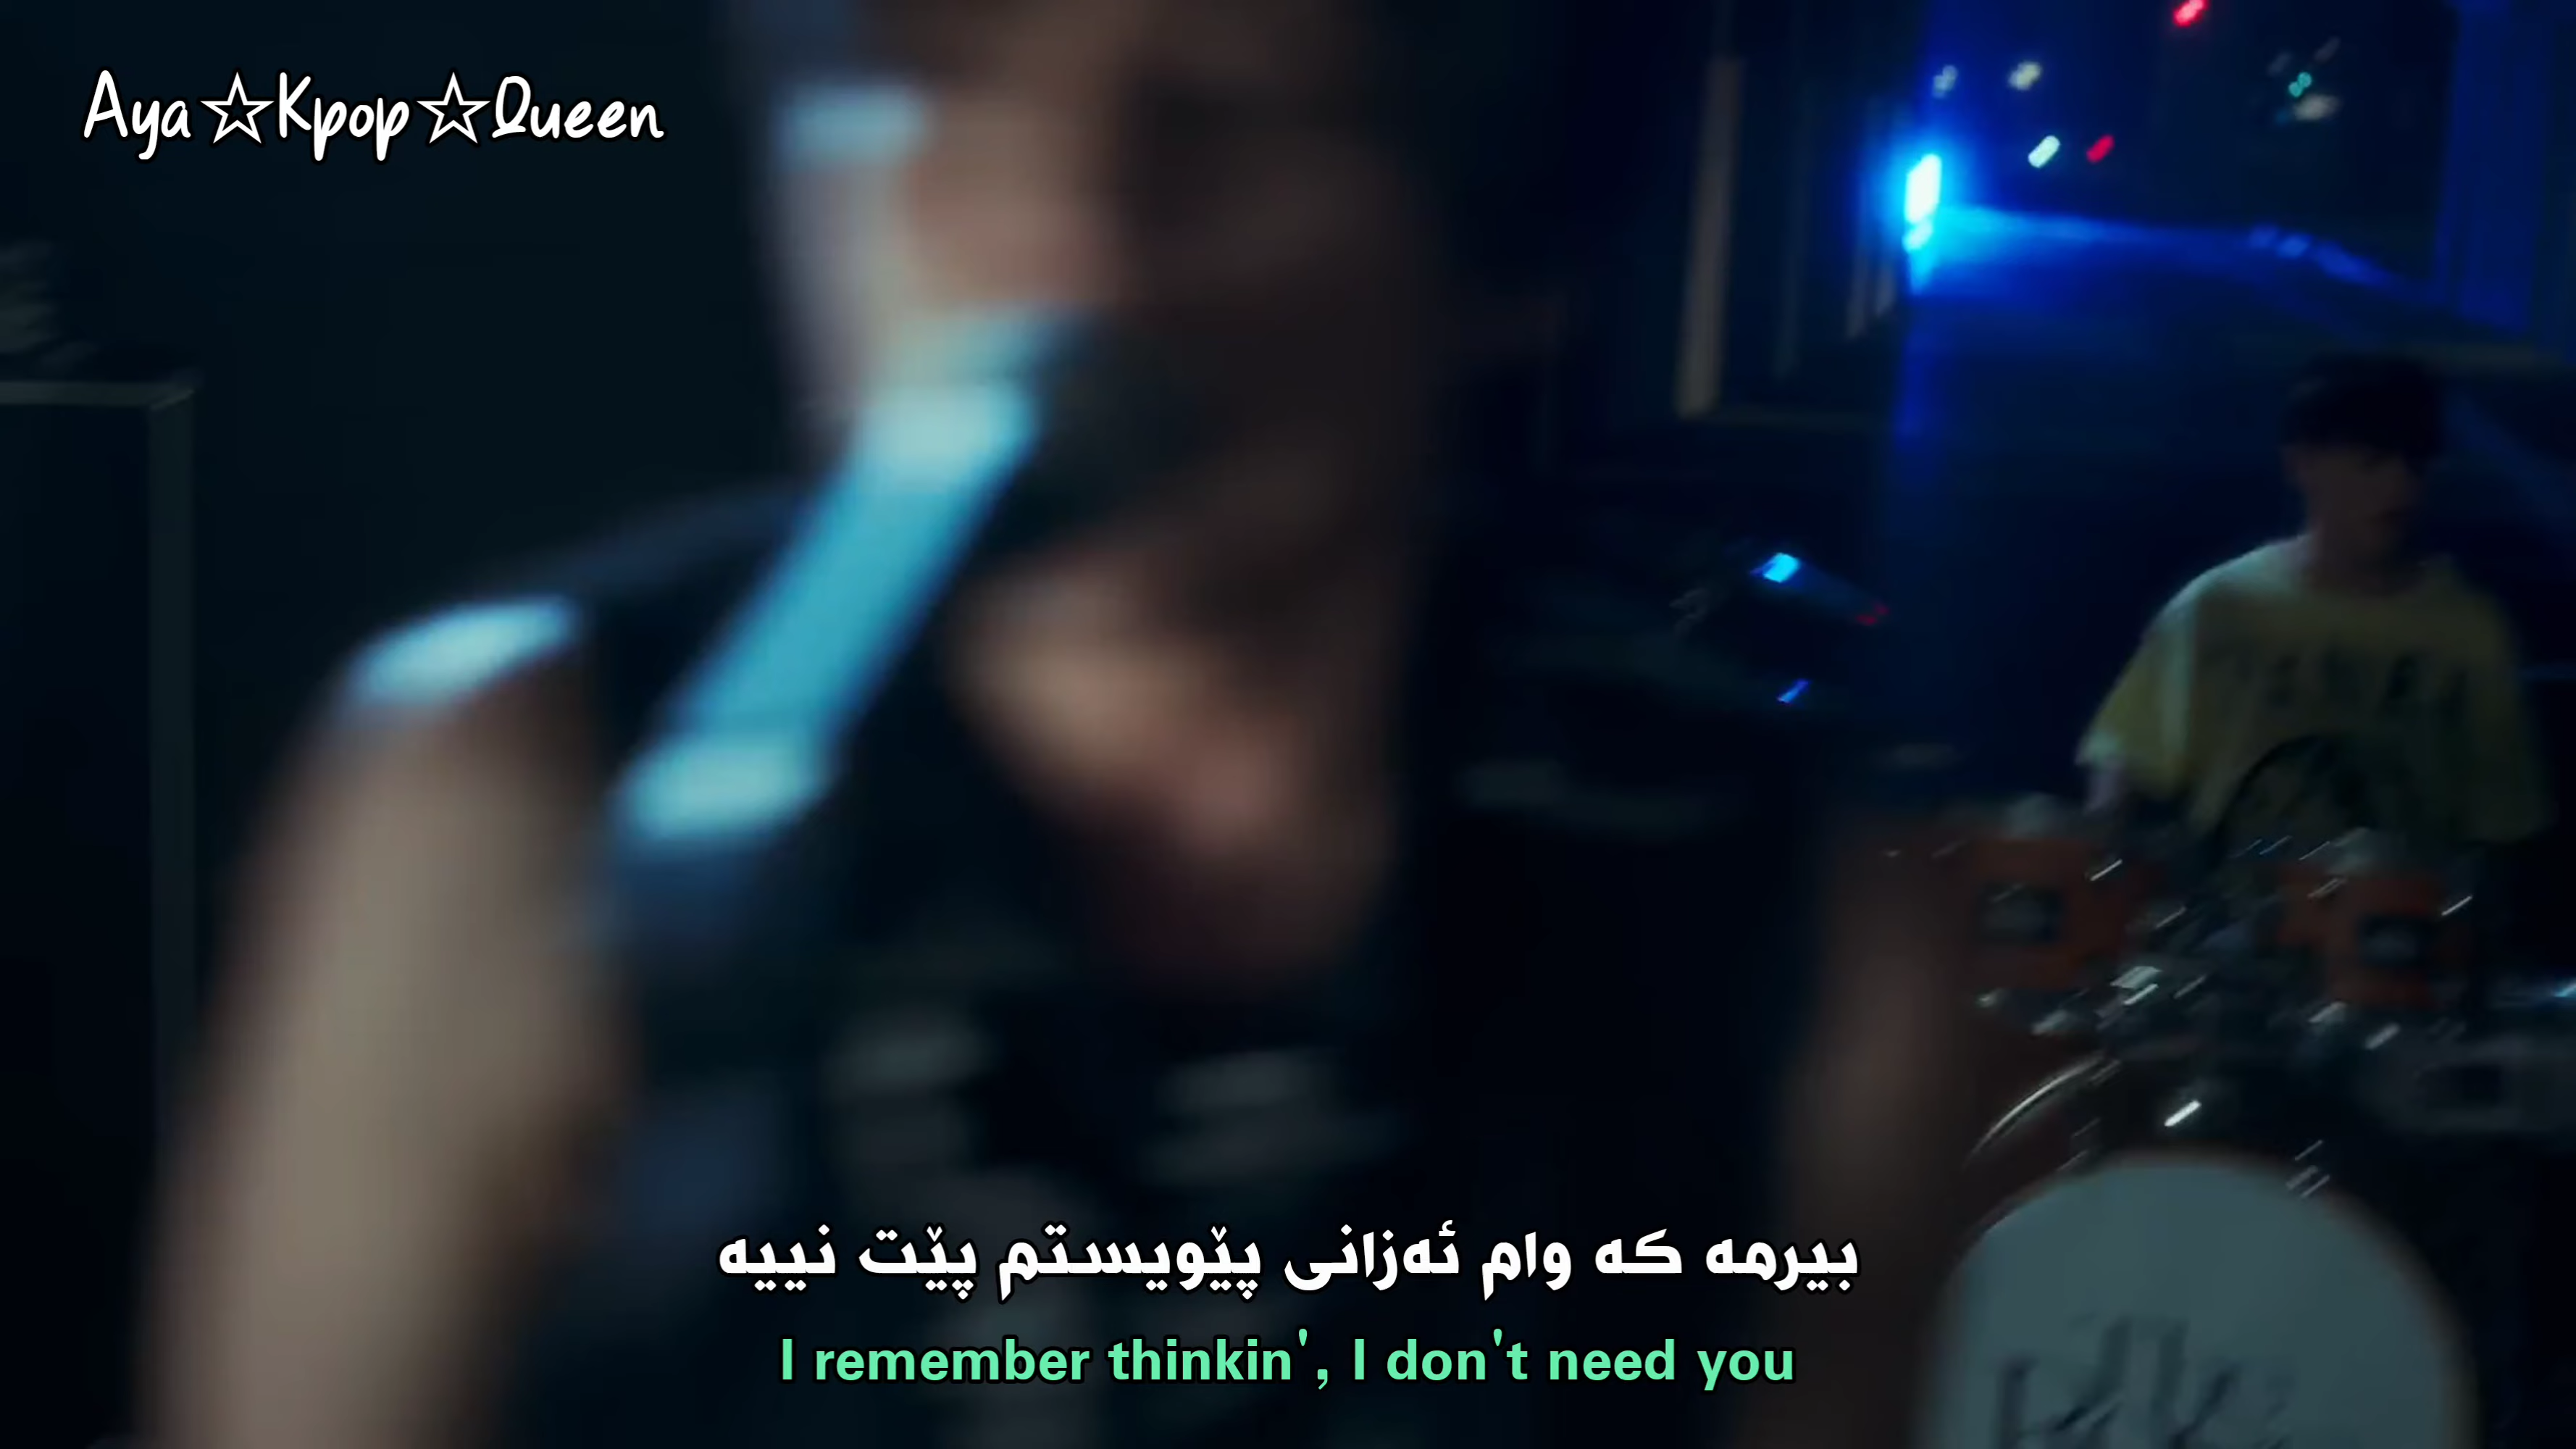 Aya☆Kpop☆Queen
بیرمە کە وام ئەزانی پێویستم پێت نییە
I remember thinkin', I don't need you